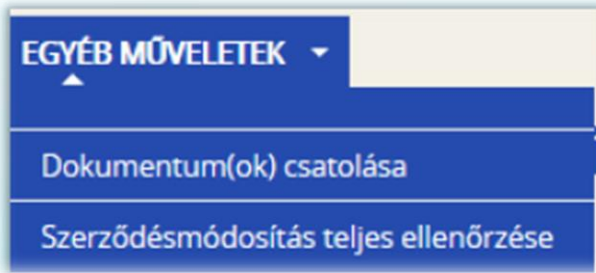 EGYÉB MŰVELETEK
Dokumentum(ok) csatolása
Szerződésmódosítás teljes ellenőrzése